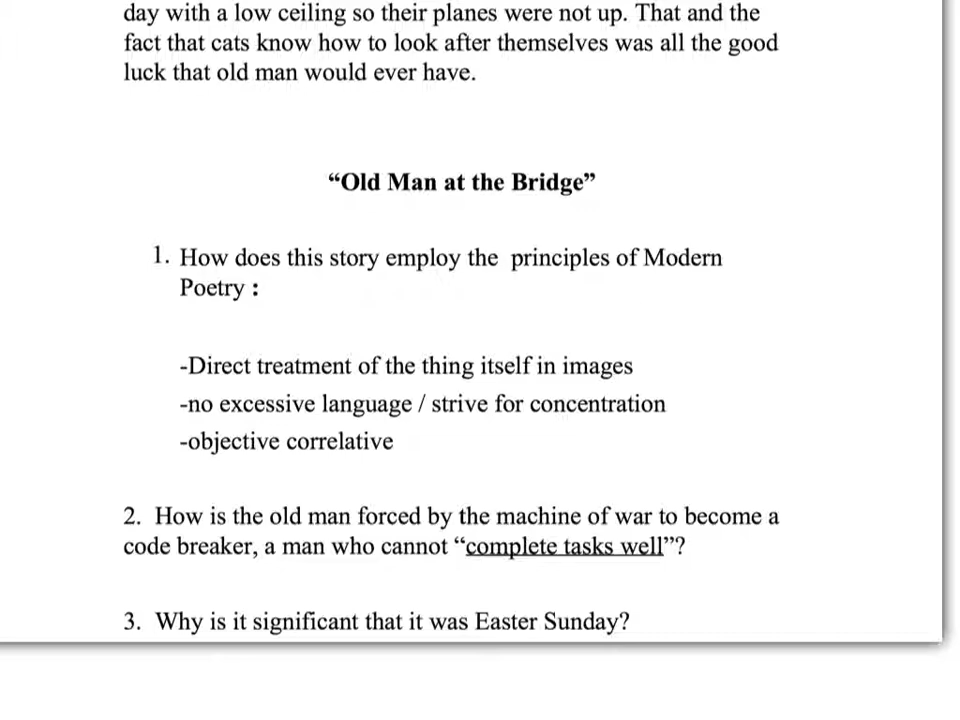 day with a low ceiling so their planes were not up. That and the
fact that cats know how to look after themselves was all the good
luck that old man would ever have.
“Old Man at the Bridge”
1. How does this story employ the  principles of Modern
Poetry :
-Direct treatment of the thing itself in images
-no excessive language / strive for concentration
-objective correlative
2.  How is the old man forced by the machine of war to become a
code breaker, a man who cannot “complete tasks well”?
3.  Why is it significant that it was Easter Sunday?